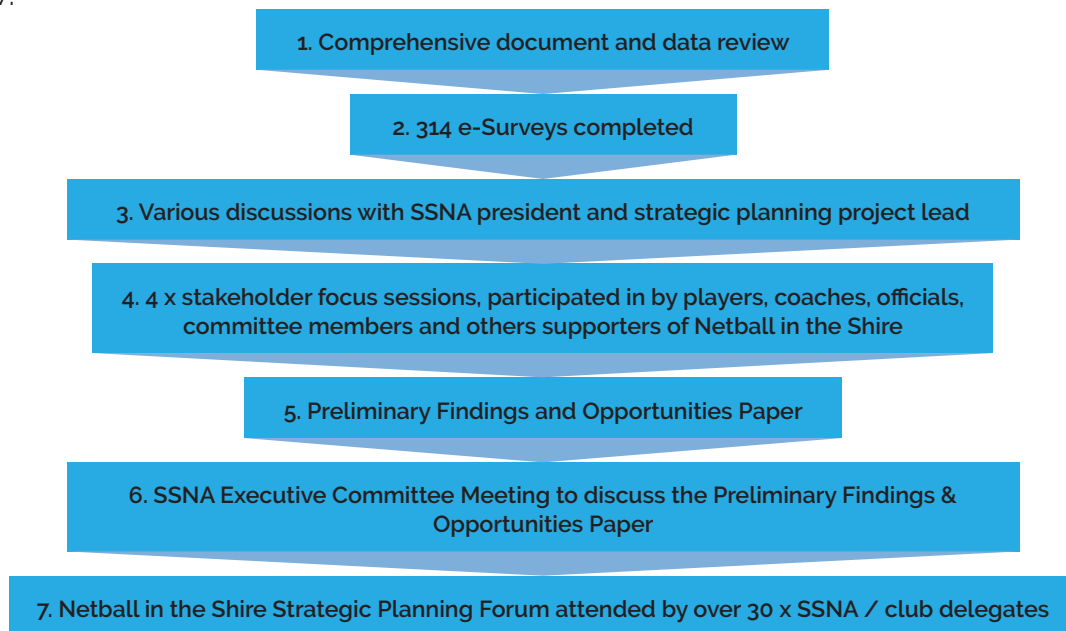 1. Comprehensive document and data review
2. 314 e-Surveys completed
3. Various discussions with SSNA president and strategic planning project lead
4. 4 x stakeholder focus sessions, participated in by players, coaches, officials,
committee members and others supporters of Netball in the Shire
5. Preliminary Findings and Opportunities Paper
6. SSNA Executive Committee Meeting to discuss the Preliminary Findings &
Opportunities Paper
7. Netball in the Shire Strategic Planning Forum attended by over 30 x SSNA / club delegates